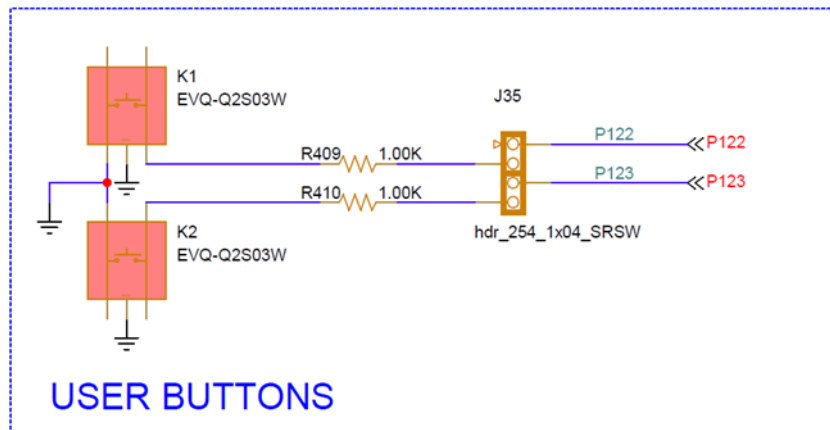 K1
EVQ-Q2S03W
J35
R409 1.00K
P122 P122
R410 1.00K
P123 P123
K2
EVQ-Q2S03W
hdr_254_1x04_SRSW
USER BUTTONS